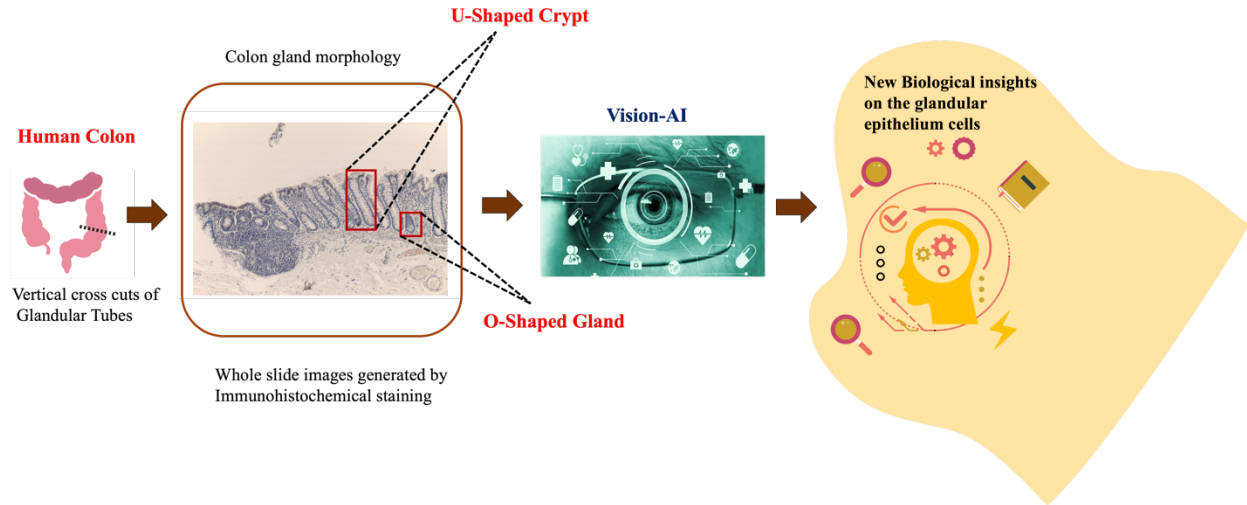 U-Shaped Crypt
Colon gland morphology
Human Colon
Vertical cross cuts of
Glandular Tubes
O-Shaped Gland
Whole slide images generated by
Immunohistochemical staining
Vision-AI
New Biological insights
on the glandular
epithelium cells